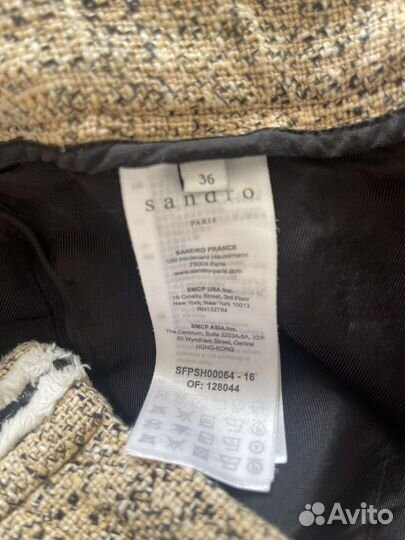 36
sandro
PARIS
SANDRO FRANCE
150 boulevard Haussmann
75008 Paris
www.sandro-paris.com
SMCP USA Inc.
10 Crosby Street, 3rd Floor
New York, New York 10013
RN132784
SMCP ASIA Inc.
The Centrium, Suite 3203A-5A, 32/F
60 Wyndham Street, Central
HONG-KONG
SFPSH00064 - 16
OF: 128044
Avito